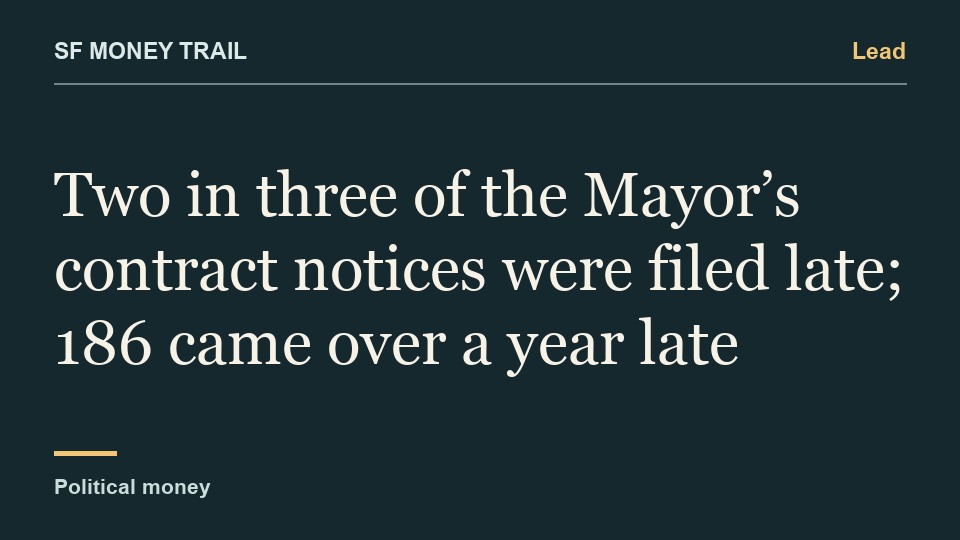 SF MONEY TRAIL
Lead
Two in three of the Mayor’s
contract notices were filed late;
186 came over a year late
Political money